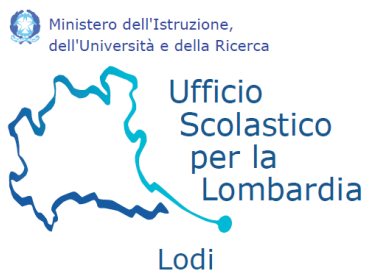 Ministero dell'Istruzione,
dell'Università e della Ricerca
Ufficio
Scolastico
per la
Lombardia
Lodi